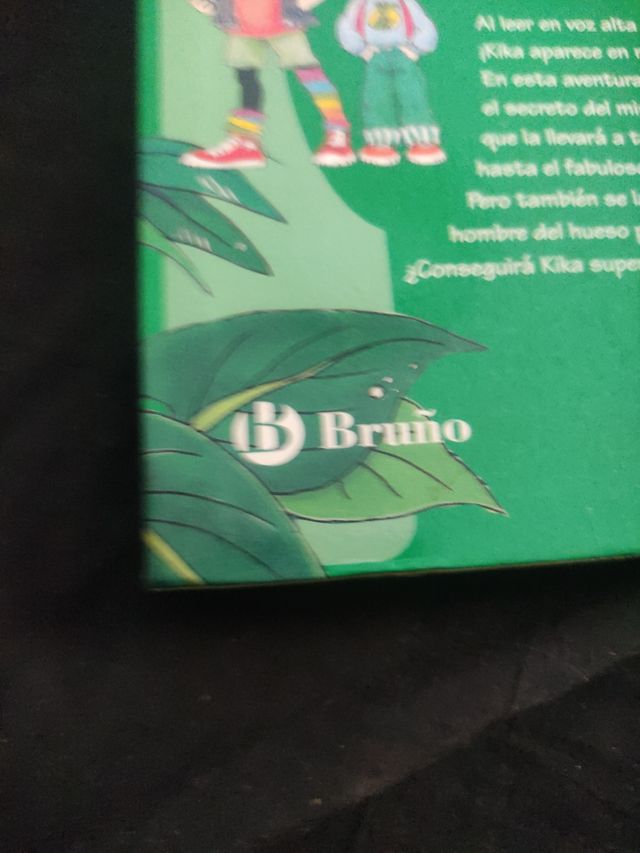 Al leer en voz alta
¡Kika aparece en
En esta aventura
el secreto del
que la llevará a
hasta el fabuloso
Pero también se
hombre del hueso
¿Conseguirá Kika
Bruño